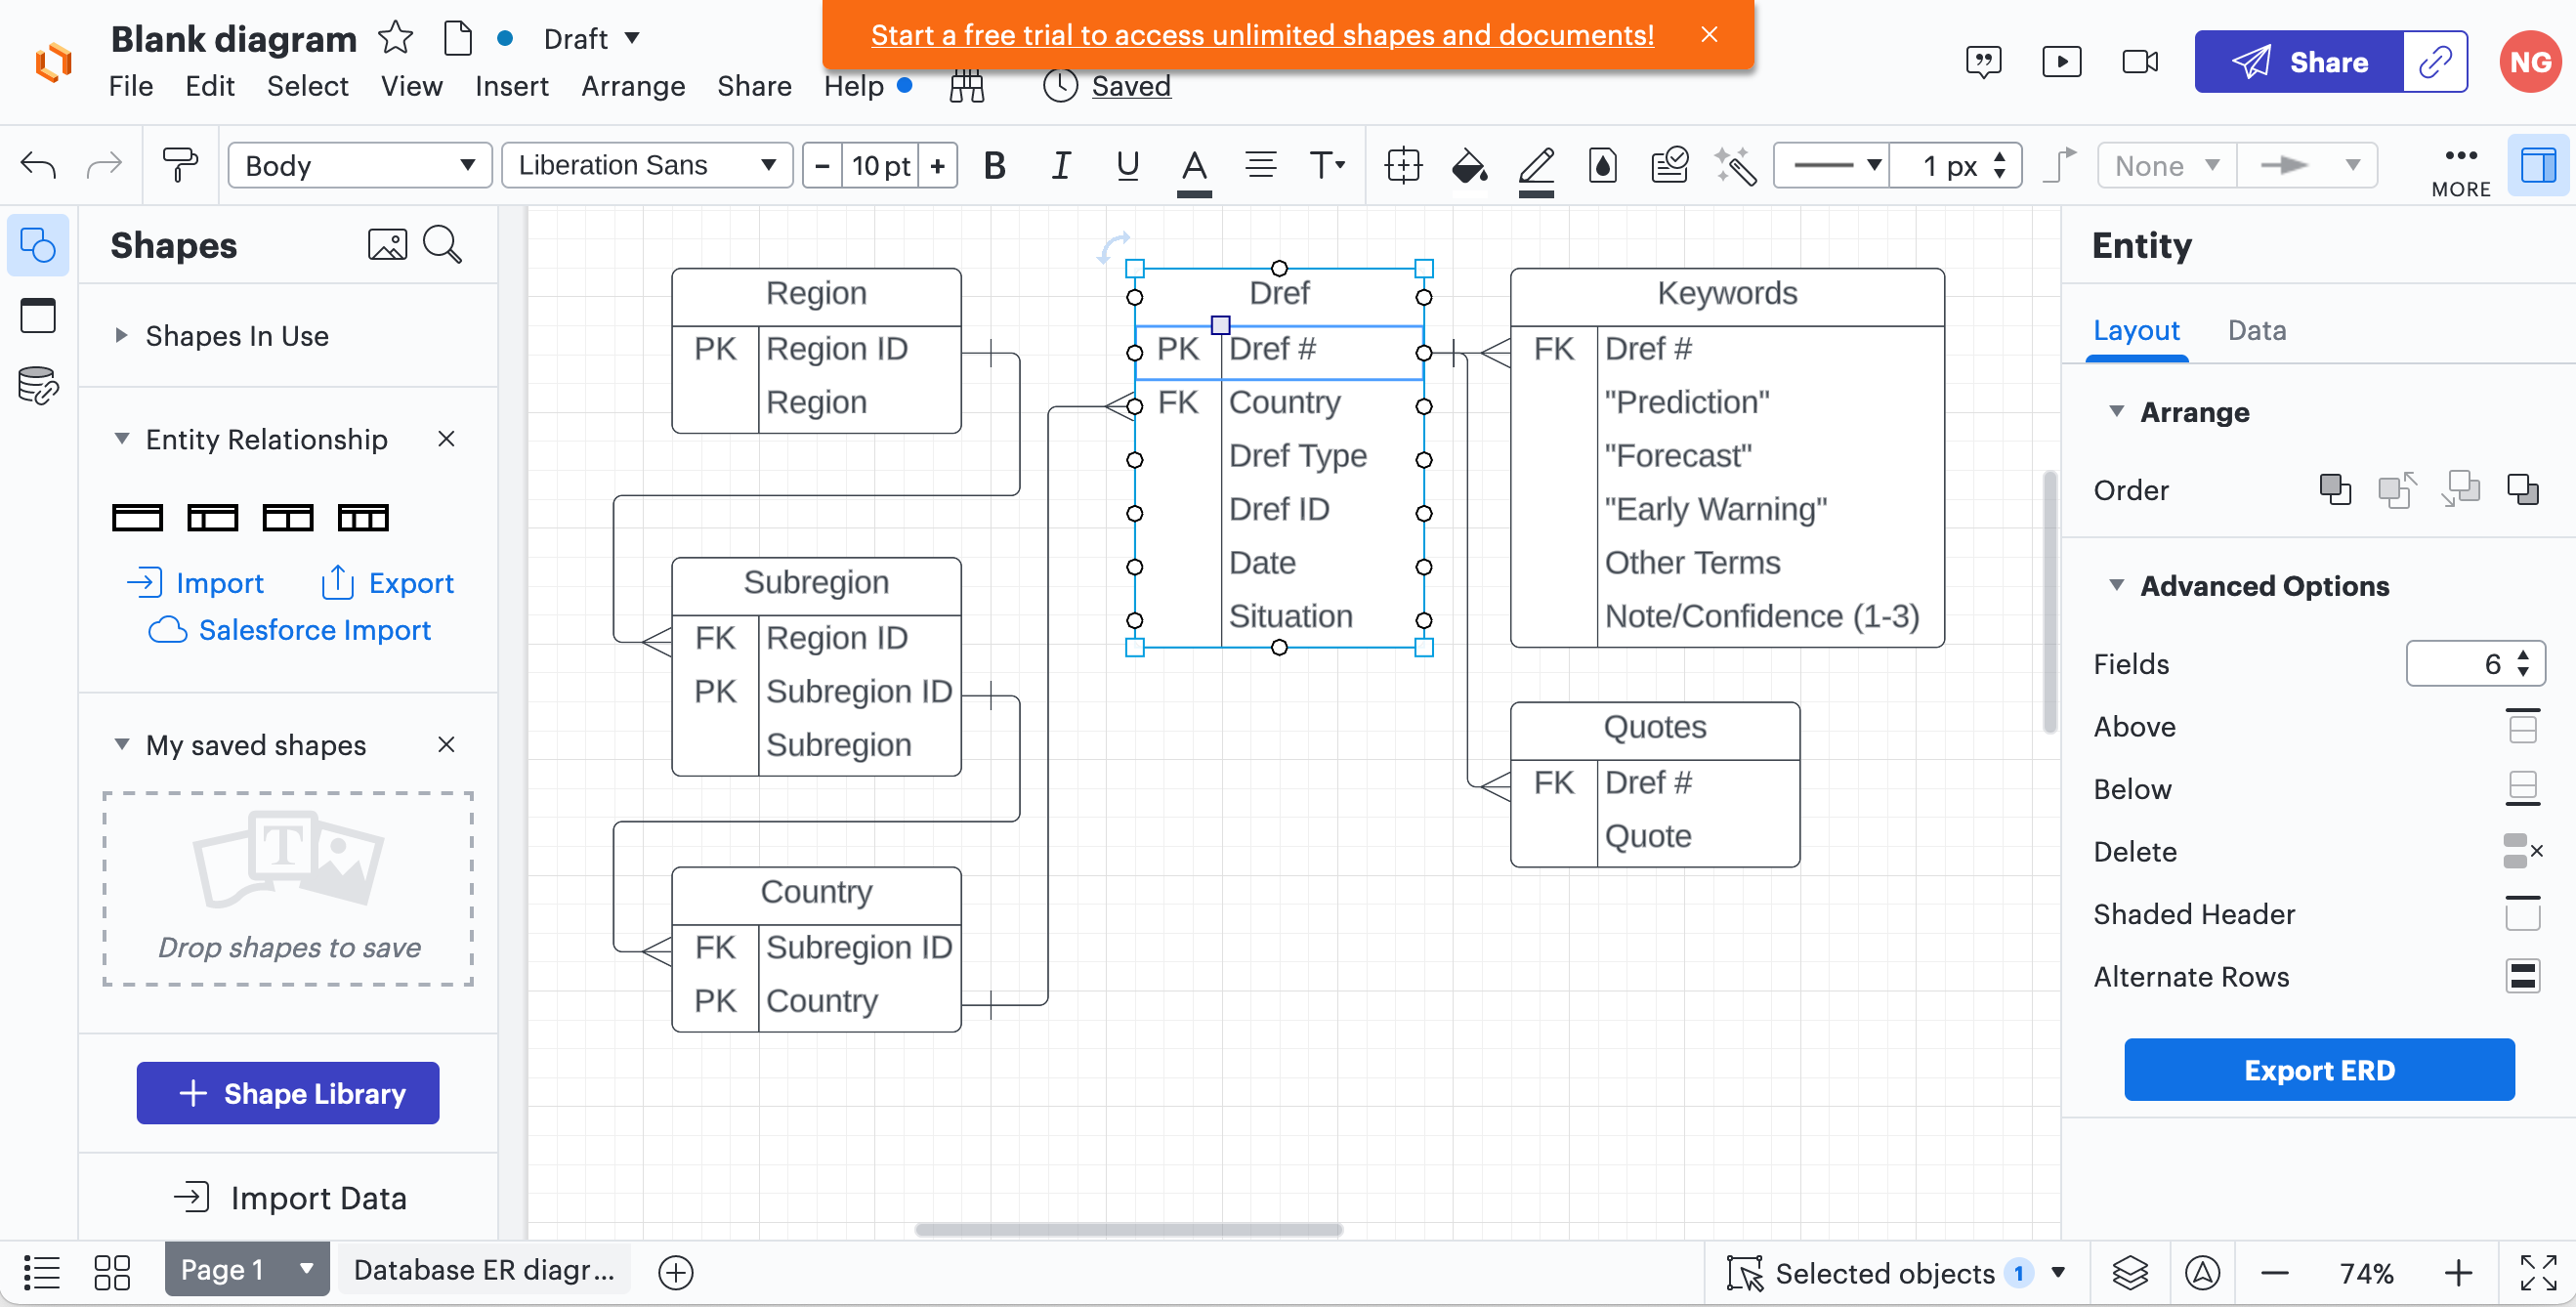 Blank diagram
Draft
Start a free trial to access unlimited shapes and documents!
File Edit Select View Insert Arrange Share Help
Saved
Share
NG
Body
Liberation Sans
− 10 pt +
B I U A T
1 px
None
MORE
Shapes
Shapes In Use
Entity Relationship
Import
Export
Salesforce Import
My saved shapes
T
Drop shapes to save
+ Shape Library
Import Data
Region
PK Region ID
Region
Subregion
FK Region ID
PK Subregion ID
Subregion
Country
FK Subregion ID
PK Country
Dref
PK Dref #
FK Country
Dref Type
Dref ID
Date
Situation
Keywords
FK Dref #
"Prediction"
"Forecast"
"Early Warning"
Other Terms
Note/Confidence (1-3)
Quotes
FK Dref #
Quote
Entity
Layout Data
Arrange
Order
Advanced Options
Fields 6
Above
Below
Delete
Shaded Header
Alternate Rows
Export ERD
Page 1
Database ER diagr...
Selected objects 1
74%